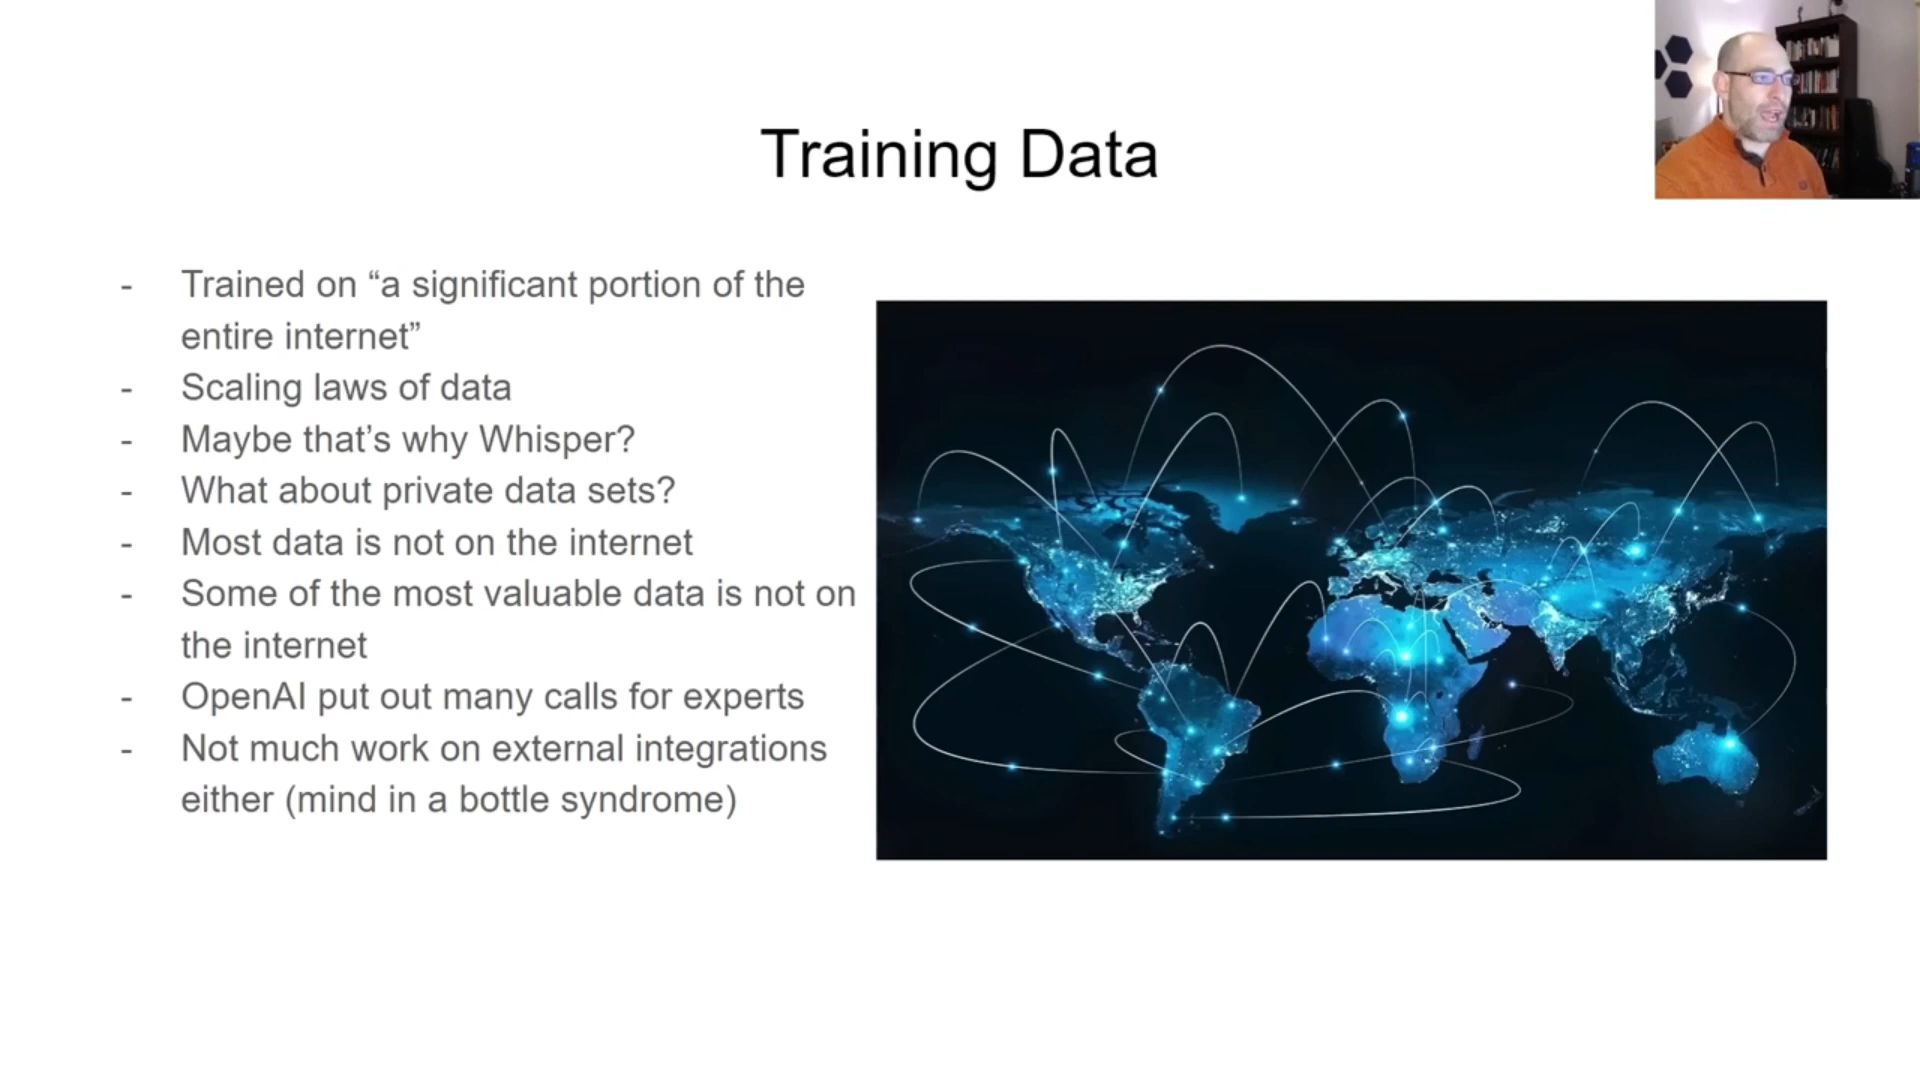 Training Data
- Trained on “a significant portion of the
entire internet”
- Scaling laws of data
- Maybe that’s why Whisper?
- What about private data sets?
- Most data is not on the internet
- Some of the most valuable data is not on
the internet
- OpenAI put out many calls for experts
- Not much work on external integrations
either (mind in a bottle syndrome)